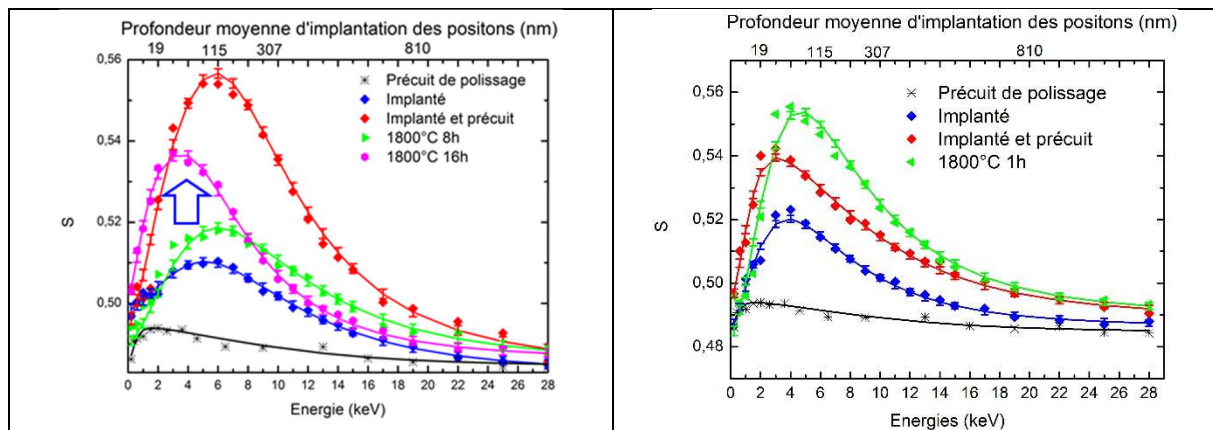 Profondeur moyenne d'implantation des positons (nm)
19 115 307 810
0,56
0,54
0,52
0,50
S
Précuit de polissage
Implanté
Implanté et précuit
1800°C 8h
1800°C 16h
0 2 4 6 8 10 12 14 16 18 20 22 24 26 28
Energie (keV)
Profondeur moyenne d'implantation des positons (nm)
19 115 307 810
0,56
0,54
0,52
0,50
0,48
S
Précuit de polissage
Implanté
Implanté et précuit
1800°C 1h
0 2 4 6 8 10 12 14 16 18 20 22 24 26 28
Energies (keV)